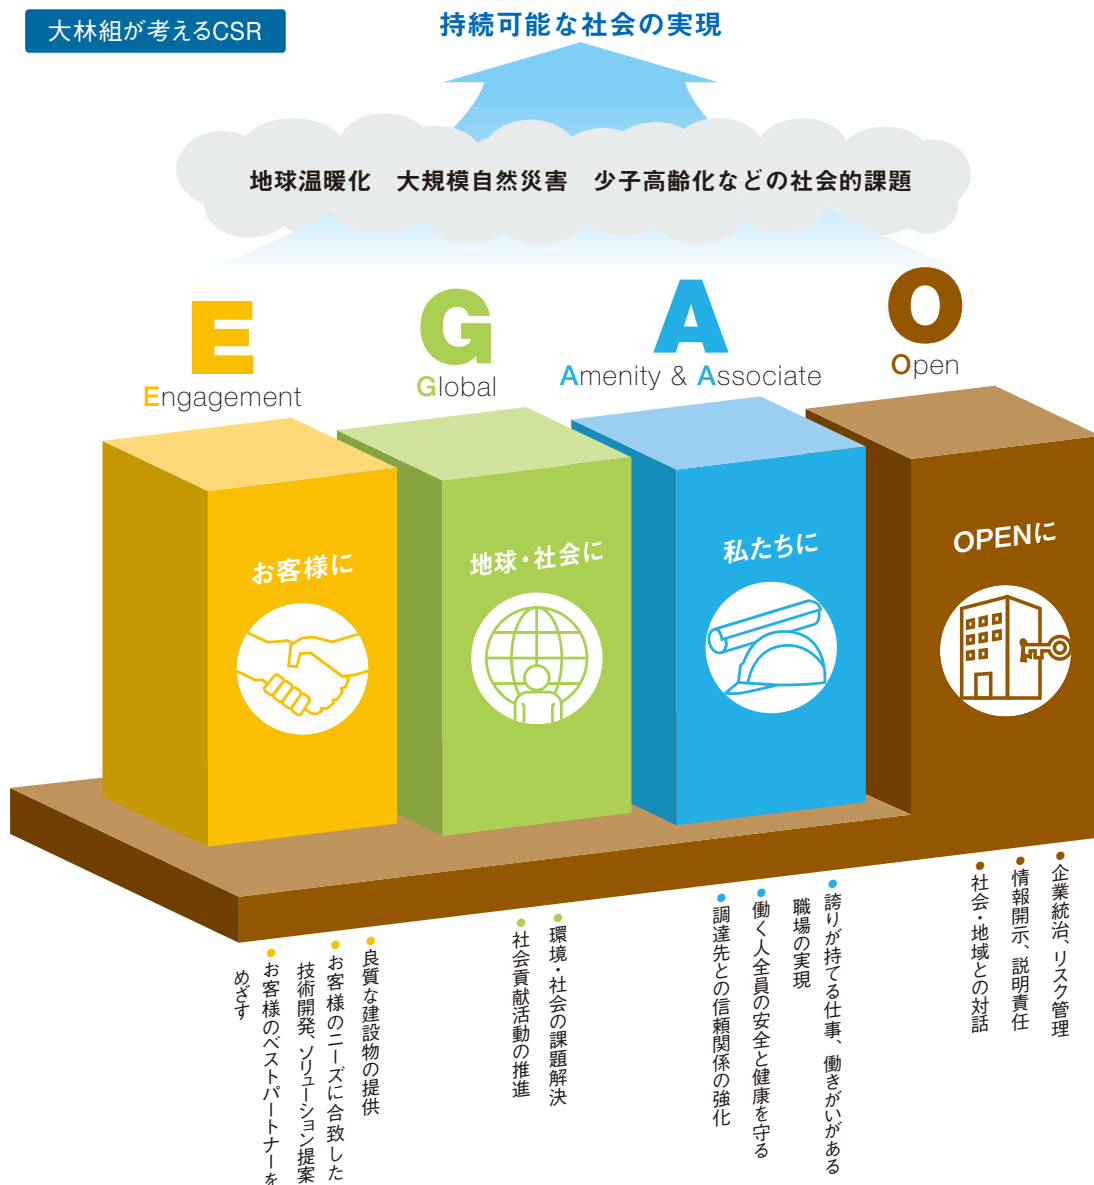 大林組が考えるCSR
持続可能な社会の実現
地球温暖化　大規模自然災害　少子高齢化などの社会的課題
E
Engagement
G
Global
A
Amenity & Associate
O
Open
お客様に
地球・社会に
私たちに
OPENに
●良質な建設物の提供
●お客様のニーズに合致した
技術開発、ソリューション提案
●お客様のベストパートナーを
めざす
●環境・社会の課題解決
●社会貢献活動の推進
●誇りが持てる仕事、働きがいがある
職場の実現
●働く人全員の安全と健康を守る
●調達先との信頼関係の強化
●企業統治、リスク管理
●情報開示、説明責任
●社会・地域との対話